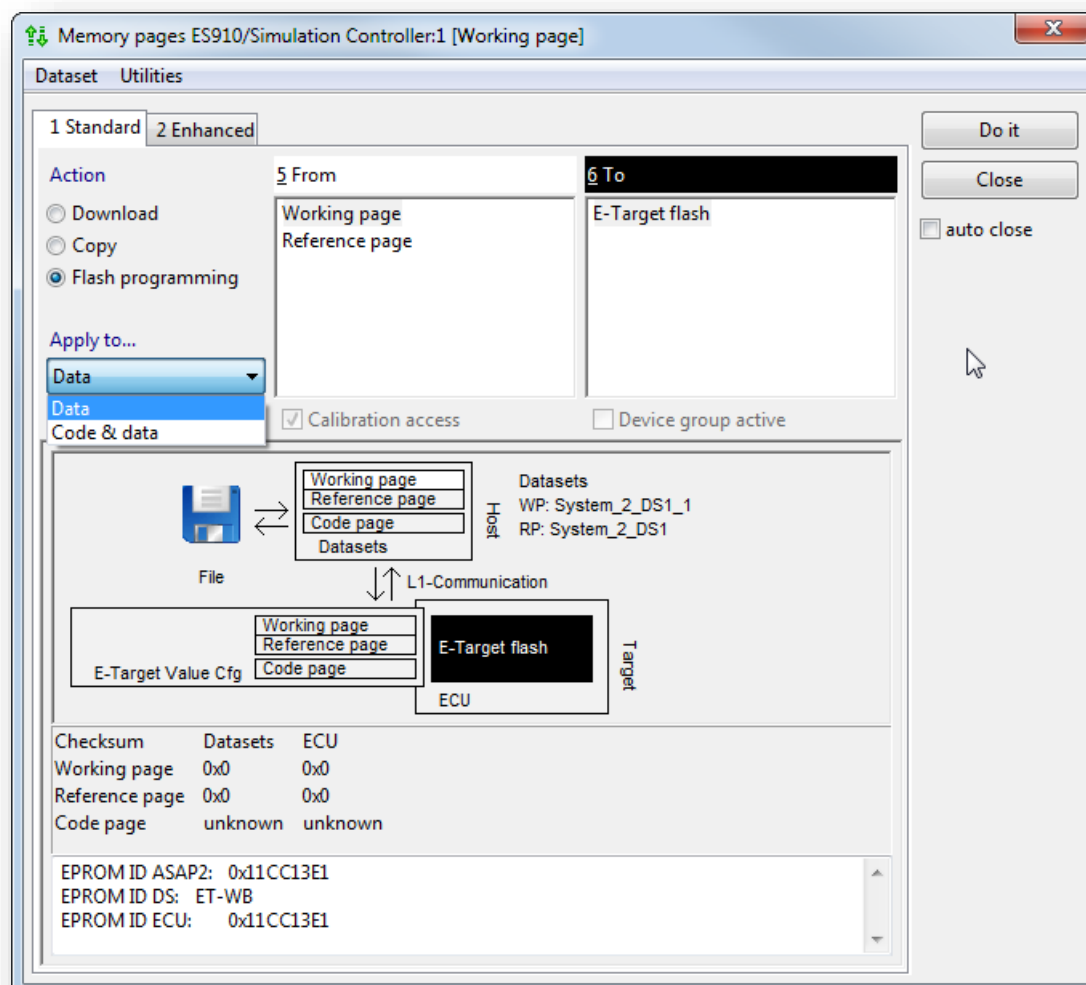 Memory pages ES910/Simulation Controller:1 [Working page]
Dataset Utilities
1 Standard 2 Enhanced
Do it
Close
auto close
Action
Download
Copy
Flash programming
5 From
Working page
Reference page
6 To
E-Target flash
Apply to...
Data
Data
Code & data
Calibration access
Device group active
File
Working page
Reference page
Code page
Datasets
Host
Datasets
WP: System_2_DS1_1
RP: System_2_DS1
L1-Communication
Working page
Reference page
E-Target Value Cfg Code page
E-Target flash
ECU
Target
Checksum Datasets ECU
Working page 0x0 0x0
Reference page 0x0 0x0
Code page unknown unknown
EPROM ID ASAP2: 0x11CC13E1
EPROM ID DS: ET-WB
EPROM ID ECU: 0x11CC13E1